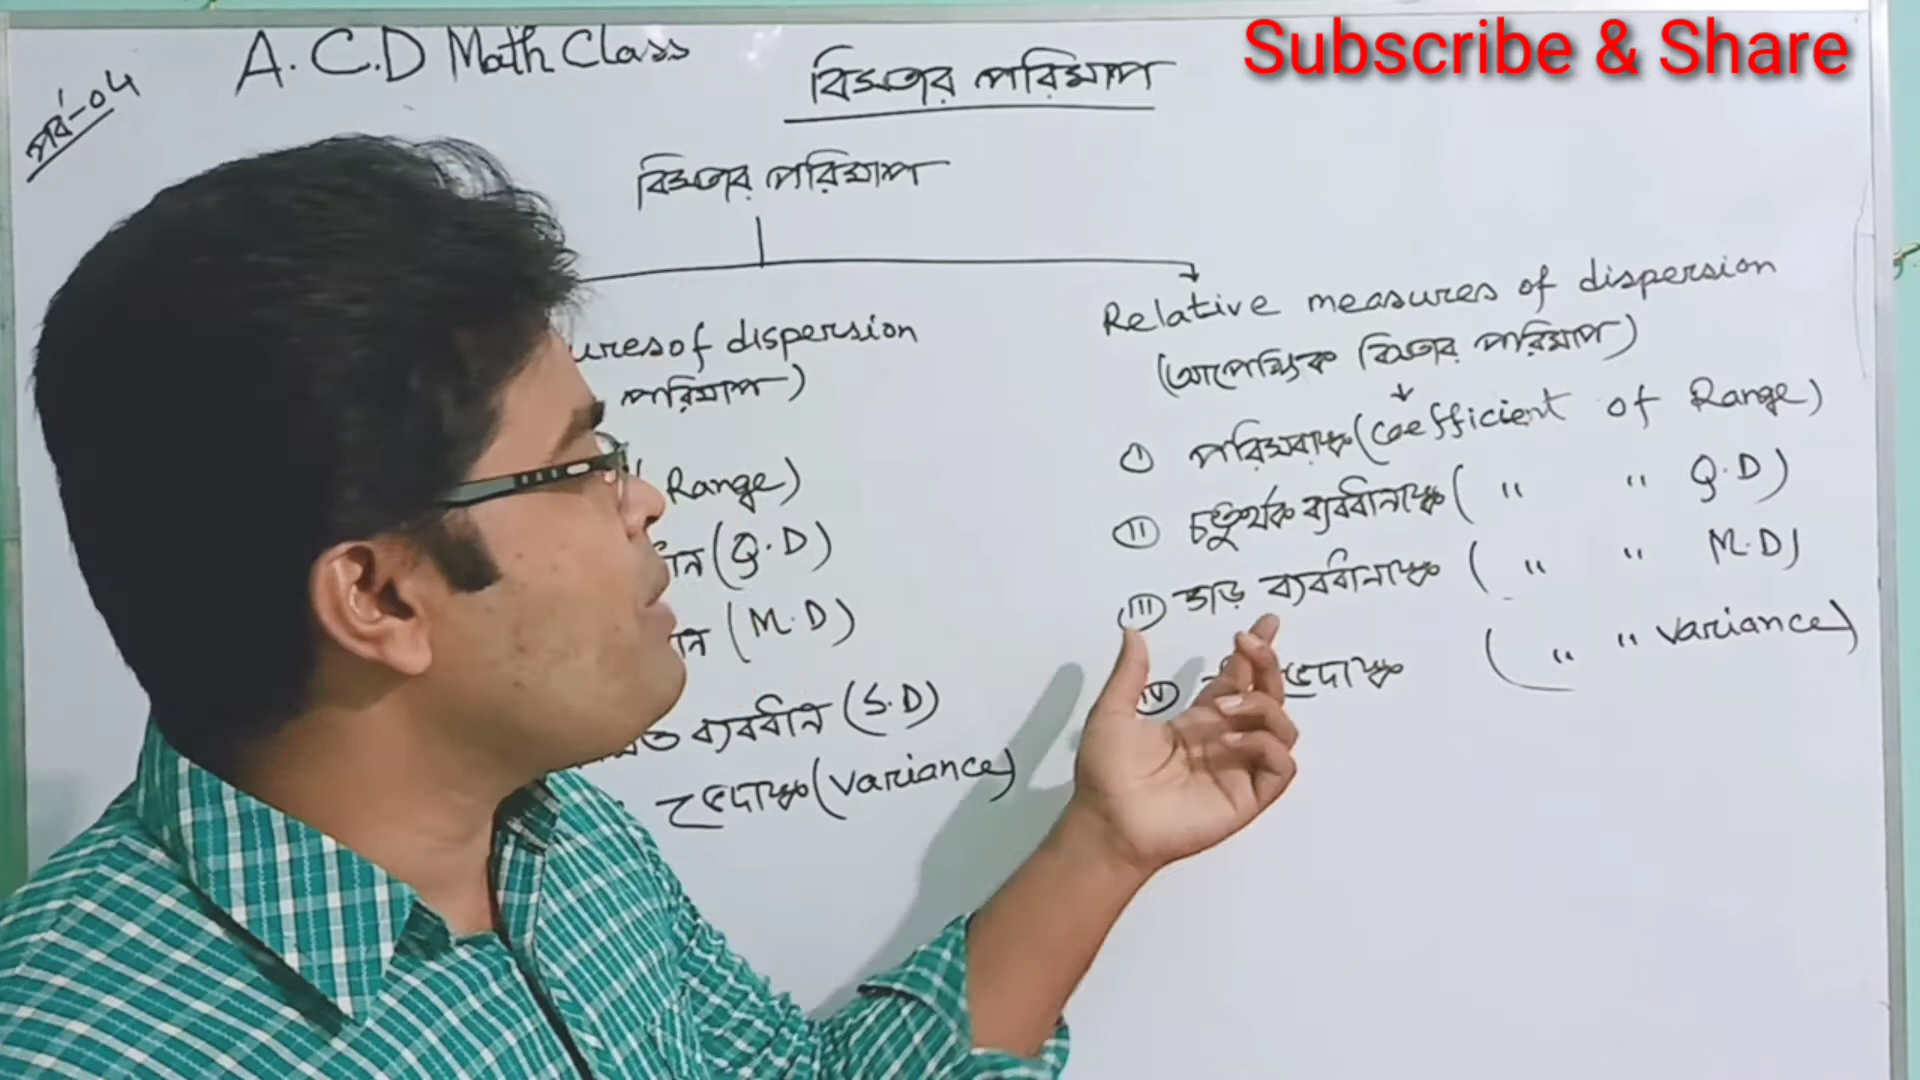 Subscribe & Share
A.C.D Math Class
পর্ব-০৪
বিস্তার পরিমাপ
বিস্তার পরিমাপ
ures of dispersion
পরিমাপ)
Range)
ান (Q.D)
ান (M.D)
ব্যবধান (S.D)
ভেদাঙ্ক (variance)
Relative measures of dispersion
(আপেক্ষিক বিস্তার পরিমাপ)
(i) পরিসরাঙ্ক (coefficient of Range)
(ii) চতুর্থক ব্যবধানাঙ্ক ( " " Q.D)
(iii) গড় ব্যবধানাঙ্ক ( " " M.D)
(iv) ভেদাঙ্ক ( " " variance)